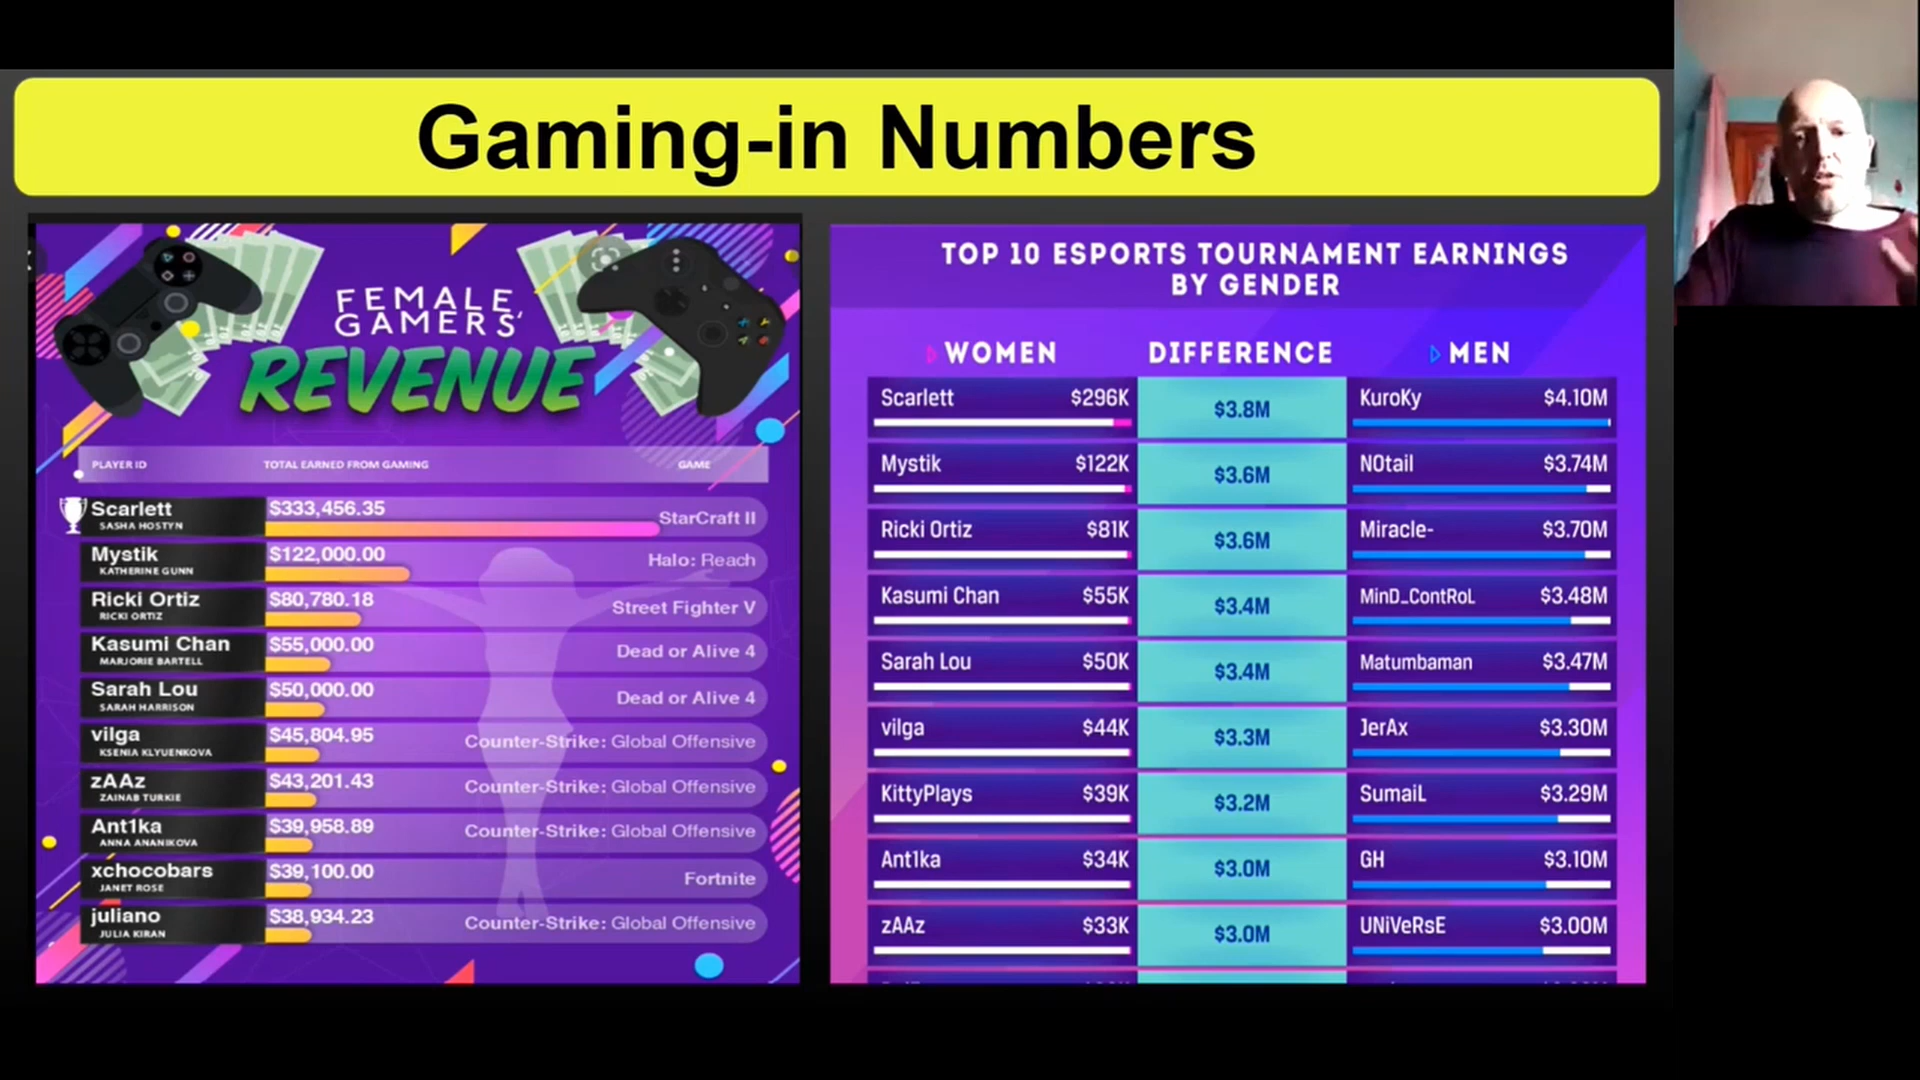 Gaming-in Numbers
FEMALE
GAMERS'
REVENUE
PLAYER ID TOTAL EARNED FROM GAMING GAME
Scarlett $333,456.35 StarCraft II
SASHA HOSTYN
Mystik $122,000.00 Halo: Reach
KATHERINE GUNN
Ricki Ortiz $80,780.18 Street Fighter V
RICKI ORTIZ
Kasumi Chan $55,000.00 Dead or Alive 4
MARJORIE BARTELL
Sarah Lou $50,000.00 Dead or Alive 4
SARAH HARRISON
vilga $45,804.95 Counter-Strike: Global Offensive
KSENIA KLYUENKOVA
zAAz $43,201.43 Counter-Strike: Global Offensive
ZAINAB TURKIE
Ant1ka $39,958.89 Counter-Strike: Global Offensive
ANNA ANANIKOVA
xchocobars $39,100.00 Fortnite
JANET ROSE
juliano $38,934.23 Counter-Strike: Global Offensive
JULIA KIRAN
TOP 10 ESPORTS TOURNAMENT EARNINGS
BY GENDER
WOMEN DIFFERENCE MEN
Scarlett $296K $3.8M KuroKy $4.10M
Mystik $122K $3.6M N0tail $3.74M
Ricki Ortiz $81K $3.6M Miracle- $3.70M
Kasumi Chan $55K $3.4M MinD_ContRoL $3.48M
Sarah Lou $50K $3.4M Matumbaman $3.47M
vilga $44K $3.3M JerAx $3.30M
KittyPlays $39K $3.2M SumaiL $3.29M
Ant1ka $34K $3.0M GH $3.10M
zAAz $33K $3.0M UNiVeRsE $3.00M